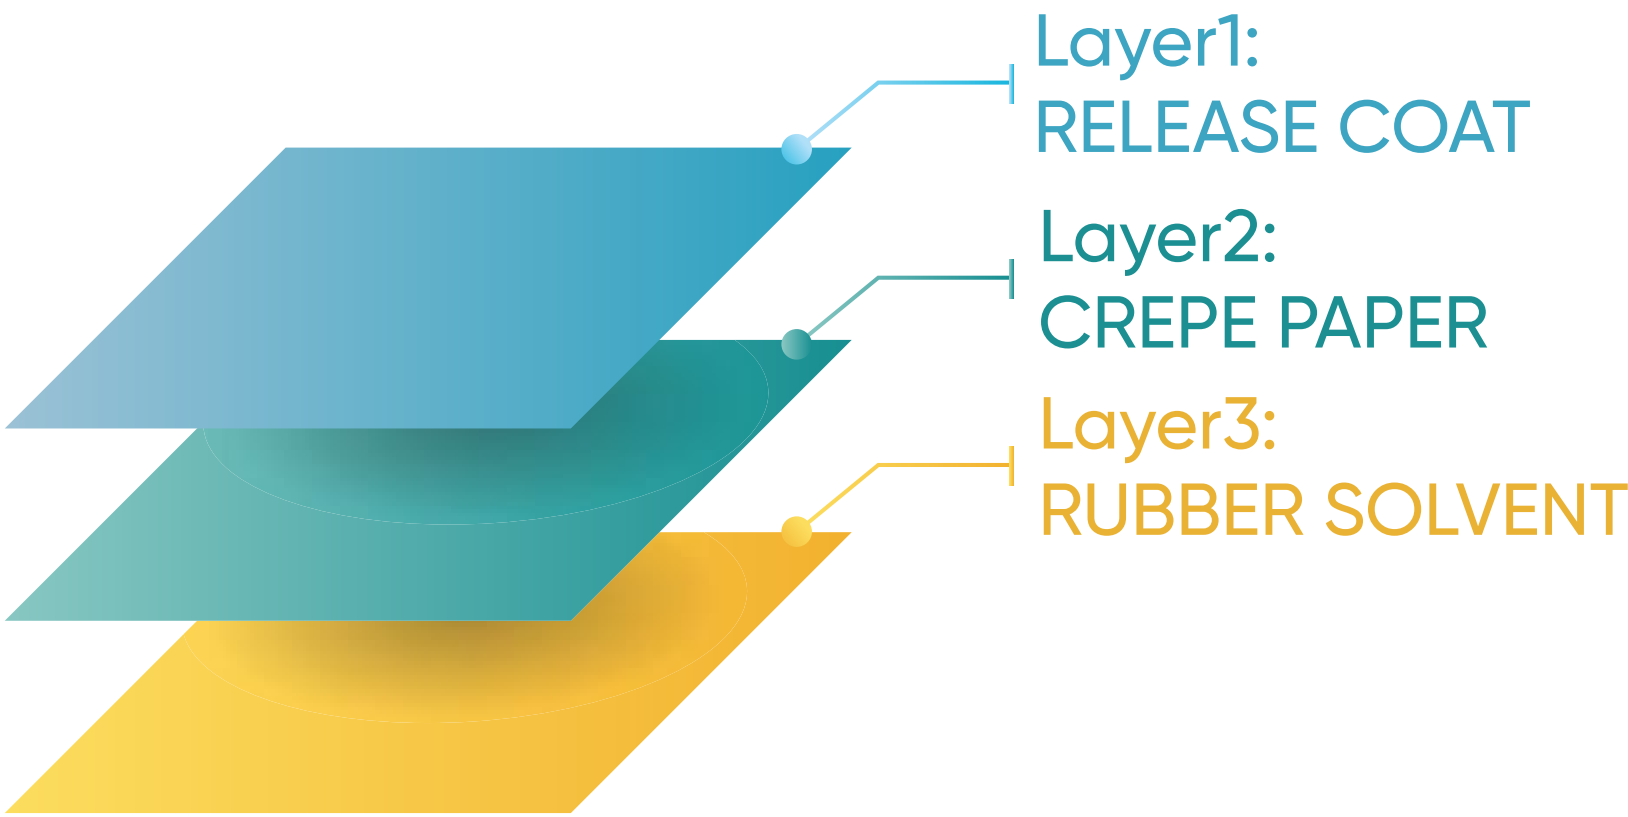 Layer1:
RELEASE COAT
Layer2:
CREPE PAPER
Layer3:
RUBBER SOLVENT